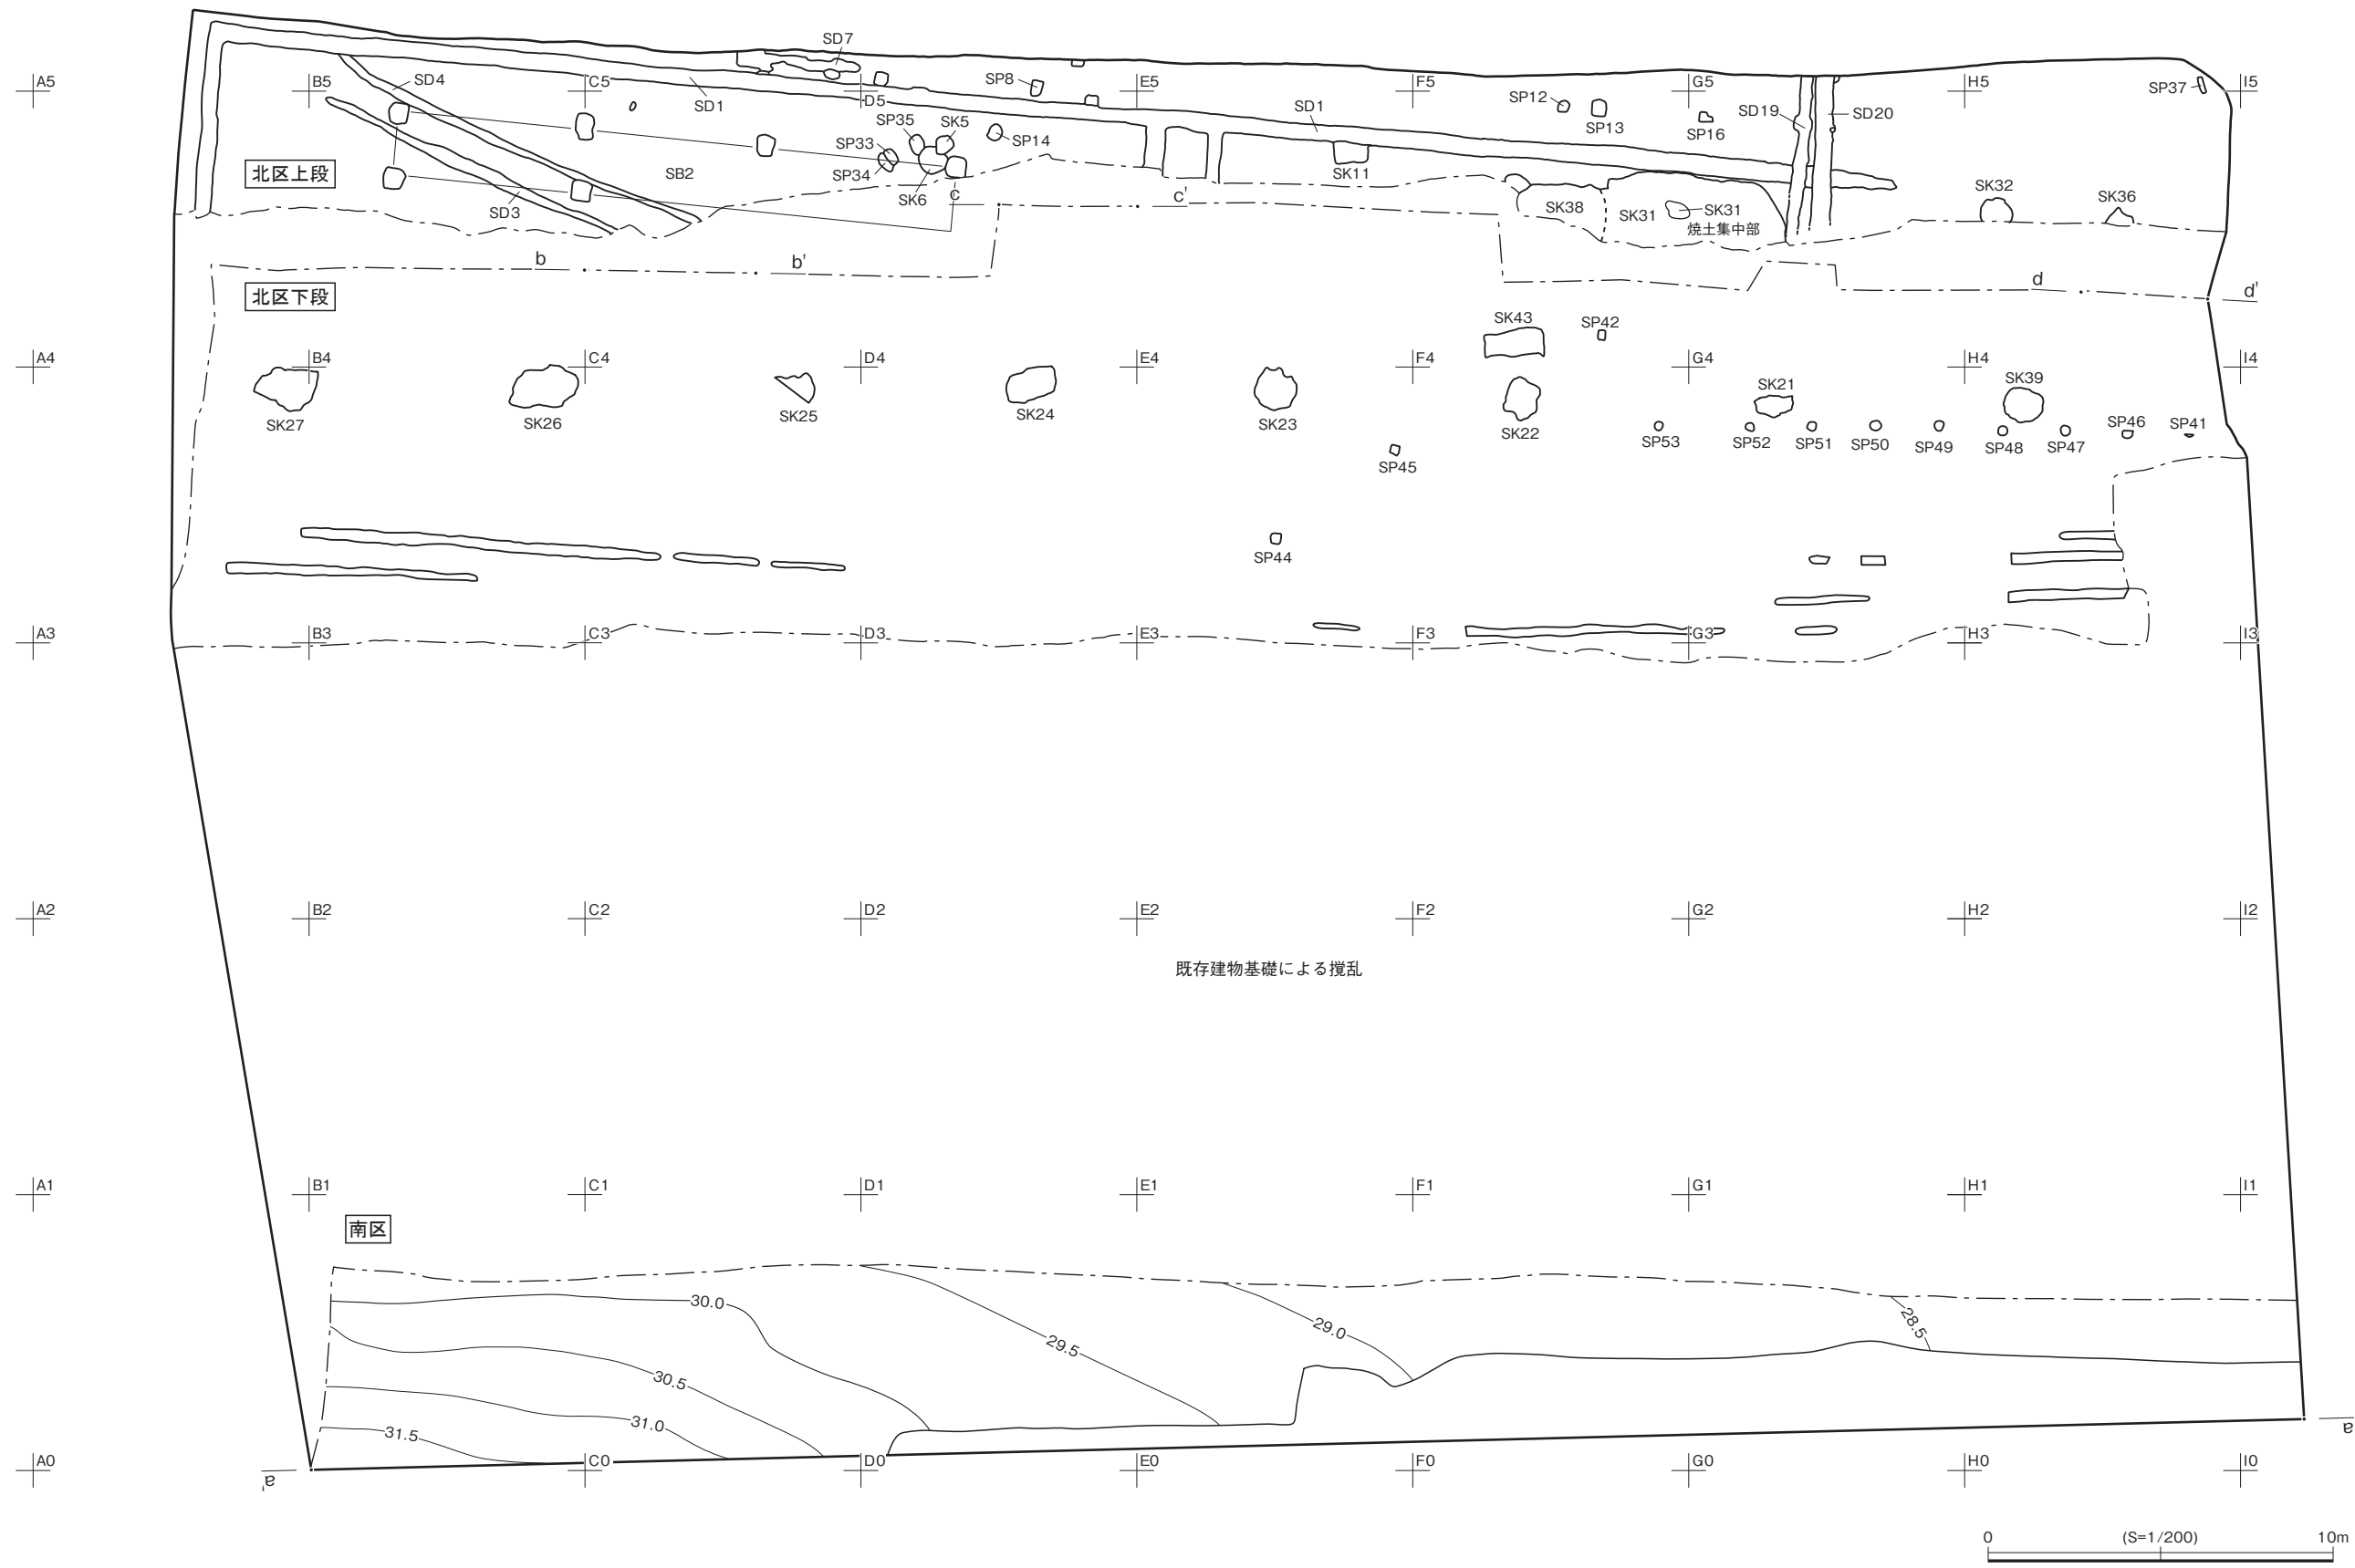 SD7
A5
B5
SD4
C5
SD1
D5
SP8
E5
SD1
F5
SP12
SP13
G5
SP16
SD19
SD20
H5
SP37
I5
SP35
SK5
SP33
SP34
SP14
SK6
SK11
北区上段
SB2
SD3
c
c'
SK38
SK31
SK31
焼土集中部
SK32
SK36
b
b'
d
d'
北区下段
SK43
SP42
A4
B4
C4
D4
E4
F4
G4
H4
I4
SK27
SK26
SK25
SK24
SK23
SK22
SK21
SK39
SP45
SP53
SP52
SP51
SP50
SP49
SP48
SP47
SP46
SP41
SP44
A3
B3
C3
D3
E3
F3
G3
H3
I3
A2
B2
C2
D2
E2
F2
G2
H2
I2
既存建物基礎による撹乱
A1
B1
C1
D1
E1
F1
G1
H1
I1
南区
30.0
29.5
29.0
28.5
30.5
31.0
31.5
a
a'
A0
B0
C0
D0
E0
F0
G0
H0
I0
0
(S=1/200)
10m